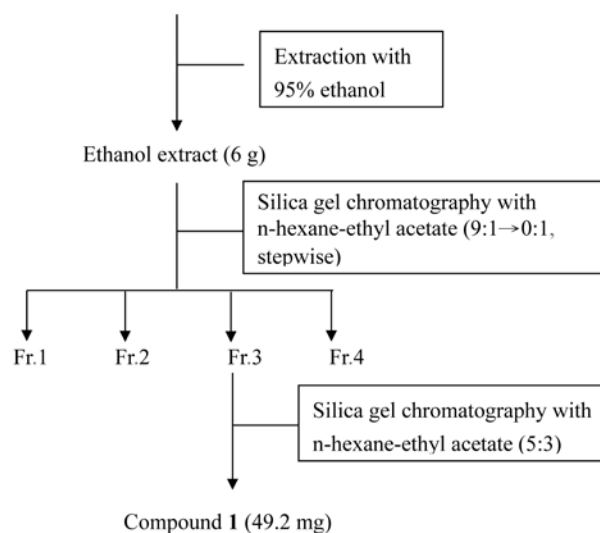 Extraction with
95% ethanol
Ethanol extract (6 g)
Silica gel chromatography with
n-hexane-ethyl acetate (9:1→0:1,
stepwise)
Fr.1 Fr.2 Fr.3 Fr.4
Silica gel chromatography with
n-hexane-ethyl acetate (5:3)
Compound 1 (49.2 mg)